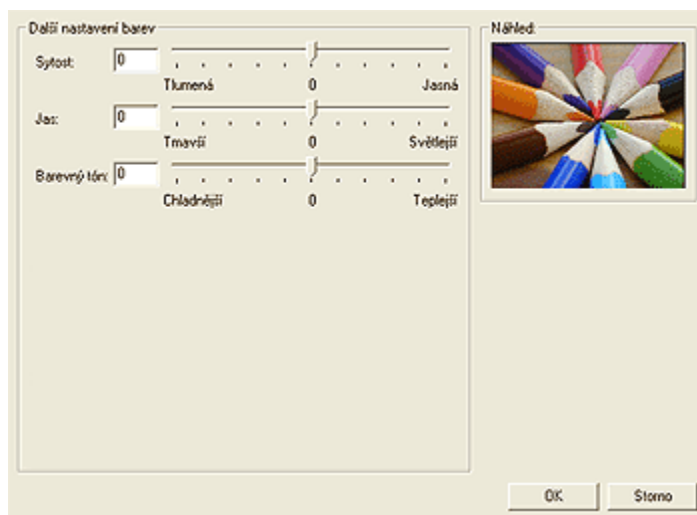 Další nastavení barev
Sytost: 0
Tlumená 0 Jasná
Jas: 0
Tmavší 0 Světlejší
Barevný tón: 0
Chladnější 0 Teplejší
Náhled:
OK Storno